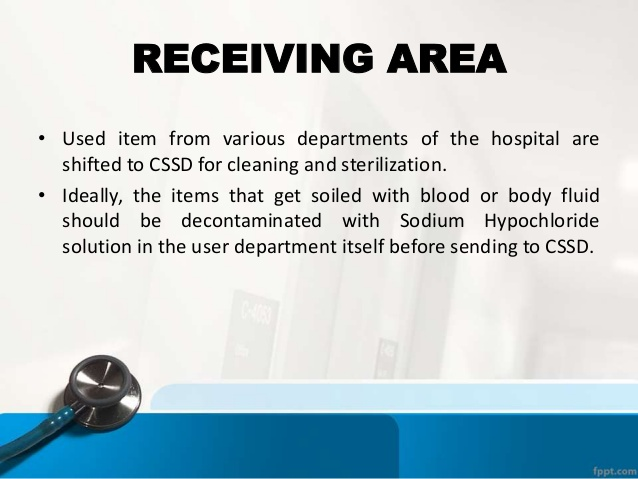 RECEIVING AREA
• Used item from various departments of the hospital are
shifted to CSSD for cleaning and sterilization.
• Ideally, the items that get soiled with blood or body fluid
should be decontaminated with Sodium Hypochloride
solution in the user department itself before sending to CSSD.
C-4053
fppt.com